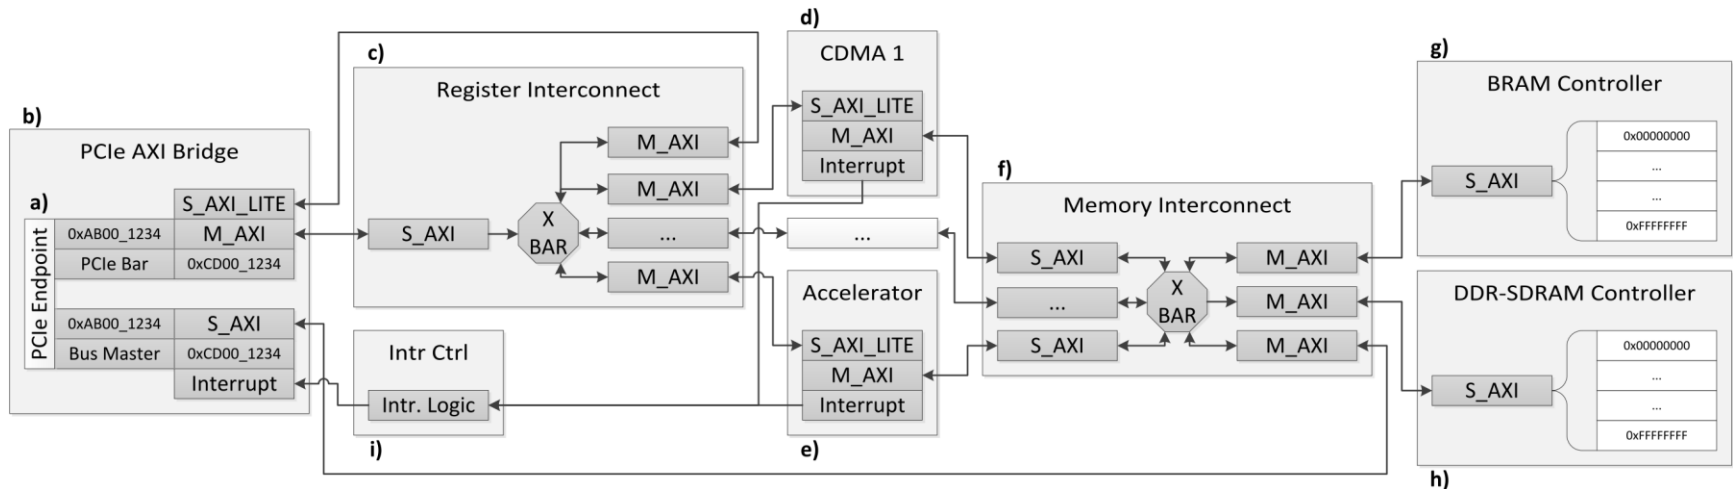 b)
PCIe AXI Bridge
a)
PCIe Endpoint
S_AXI_LITE
0xAB00_1234
M_AXI
PCIe Bar
0xCD00_1234
0xAB00_1234
S_AXI
Bus Master
0xCD00_1234
Interrupt
c)
Register Interconnect
S_AXI
X
BAR
M_AXI
M_AXI
...
M_AXI
Intr Ctrl
Intr. Logic
i)
d)
CDMA 1
S_AXI_LITE
M_AXI
Interrupt
...
Accelerator
S_AXI_LITE
M_AXI
Interrupt
e)
f)
Memory Interconnect
S_AXI
...
S_AXI
X
BAR
M_AXI
M_AXI
M_AXI
g)
BRAM Controller
S_AXI
0x00000000
...
...
0xFFFFFFFF
DDR-SDRAM Controller
S_AXI
0x00000000
...
...
0xFFFFFFFF
h)